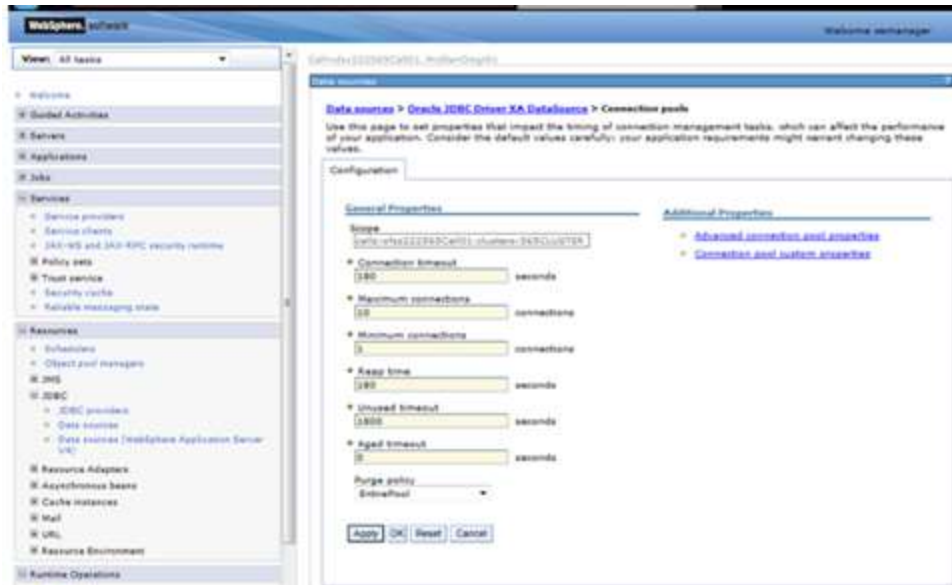 WebSphere. software
Welcome
View: All tasks
Welcome
Guided Activities
Servers
Applications
Jobs
Services
Service providers
Service clients
JAX-WS and JAX-RPC security runtime
Policy sets
Trust service
Security cache
Reliable messaging state
Resources
Schedulers
Object pool managers
JMS
JDBC
JDBC providers
Data sources
Data sources (WebSphere Application Server V4)
Resource Adapters
Asynchronous beans
Cache instances
Mail
URL
Resource Environment
Runtime Operations
Data sources
Data sources > Oracle JDBC Driver XA DataSource > Connection pools
Use this page to set properties that impact the timing of connection management tasks, which can affect the performance
of your application. Consider the default values carefully; your application requirements might warrant changing these
values.
Configuration
General Properties
Scope
* Connection timeout
180 seconds
* Maximum connections
10 connections
* Minimum connections
1 connections
* Reap time
180 seconds
* Unused timeout
1800 seconds
* Aged timeout
0 seconds
Purge policy
EntirePool
Apply OK Reset Cancel
Additional Properties
Advanced connection pool properties
Connection pool custom properties